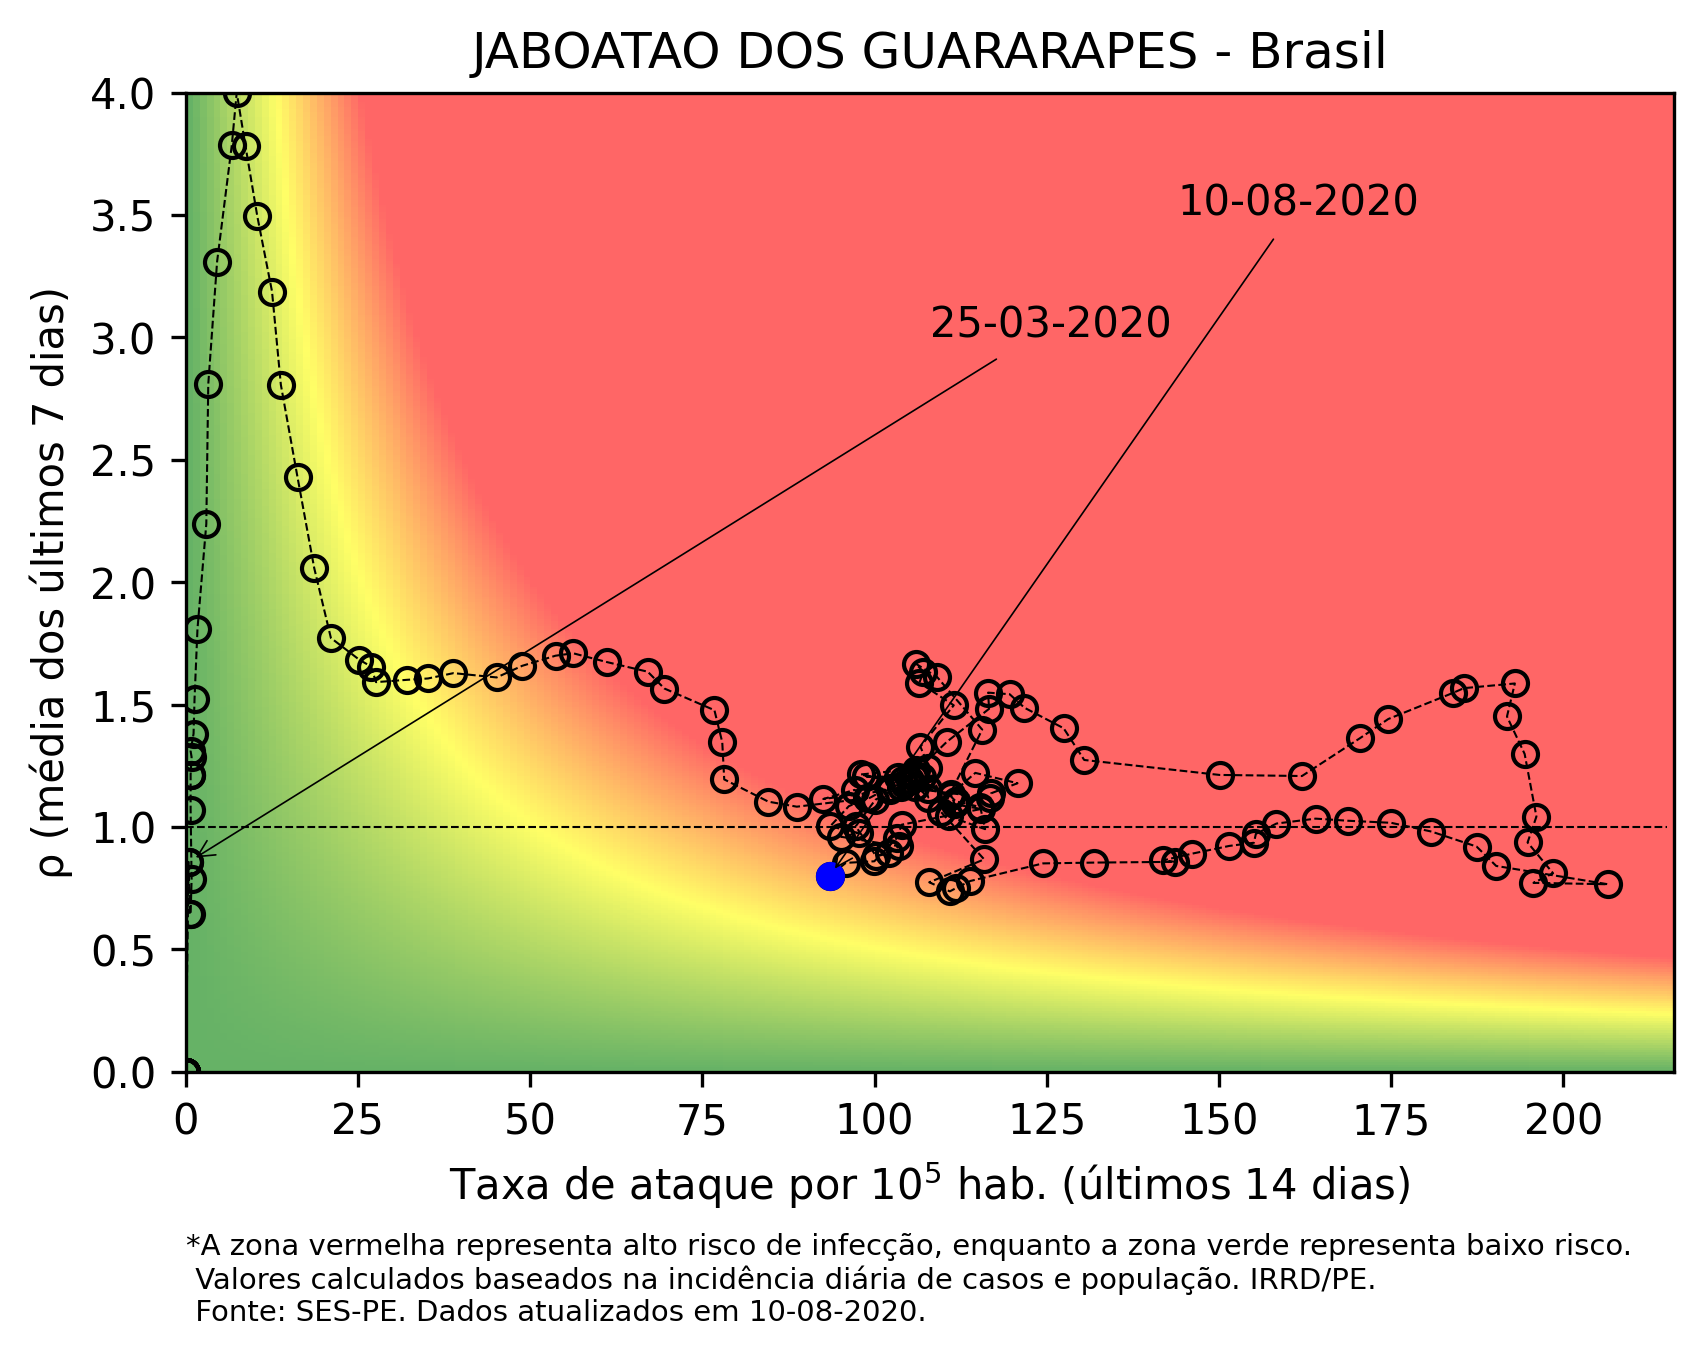 JABOATAO DOS GUARARAPES - Brasil
4.0
3.5
3.0
2.5
2.0
1.5
1.0
0.5
0.0
ρ (média dos últimos 7 dias)
10-08-2020
25-03-2020
0 25 50 75 100 125 150 175 200
Taxa de ataque por 10⁵ hab. (últimos 14 dias)
*A zona vermelha representa alto risco de infecção, enquanto a zona verde representa baixo risco.
Valores calculados baseados na incidência diária de casos e população. IRRD/PE.
Fonte: SES-PE. Dados atualizados em 10-08-2020.